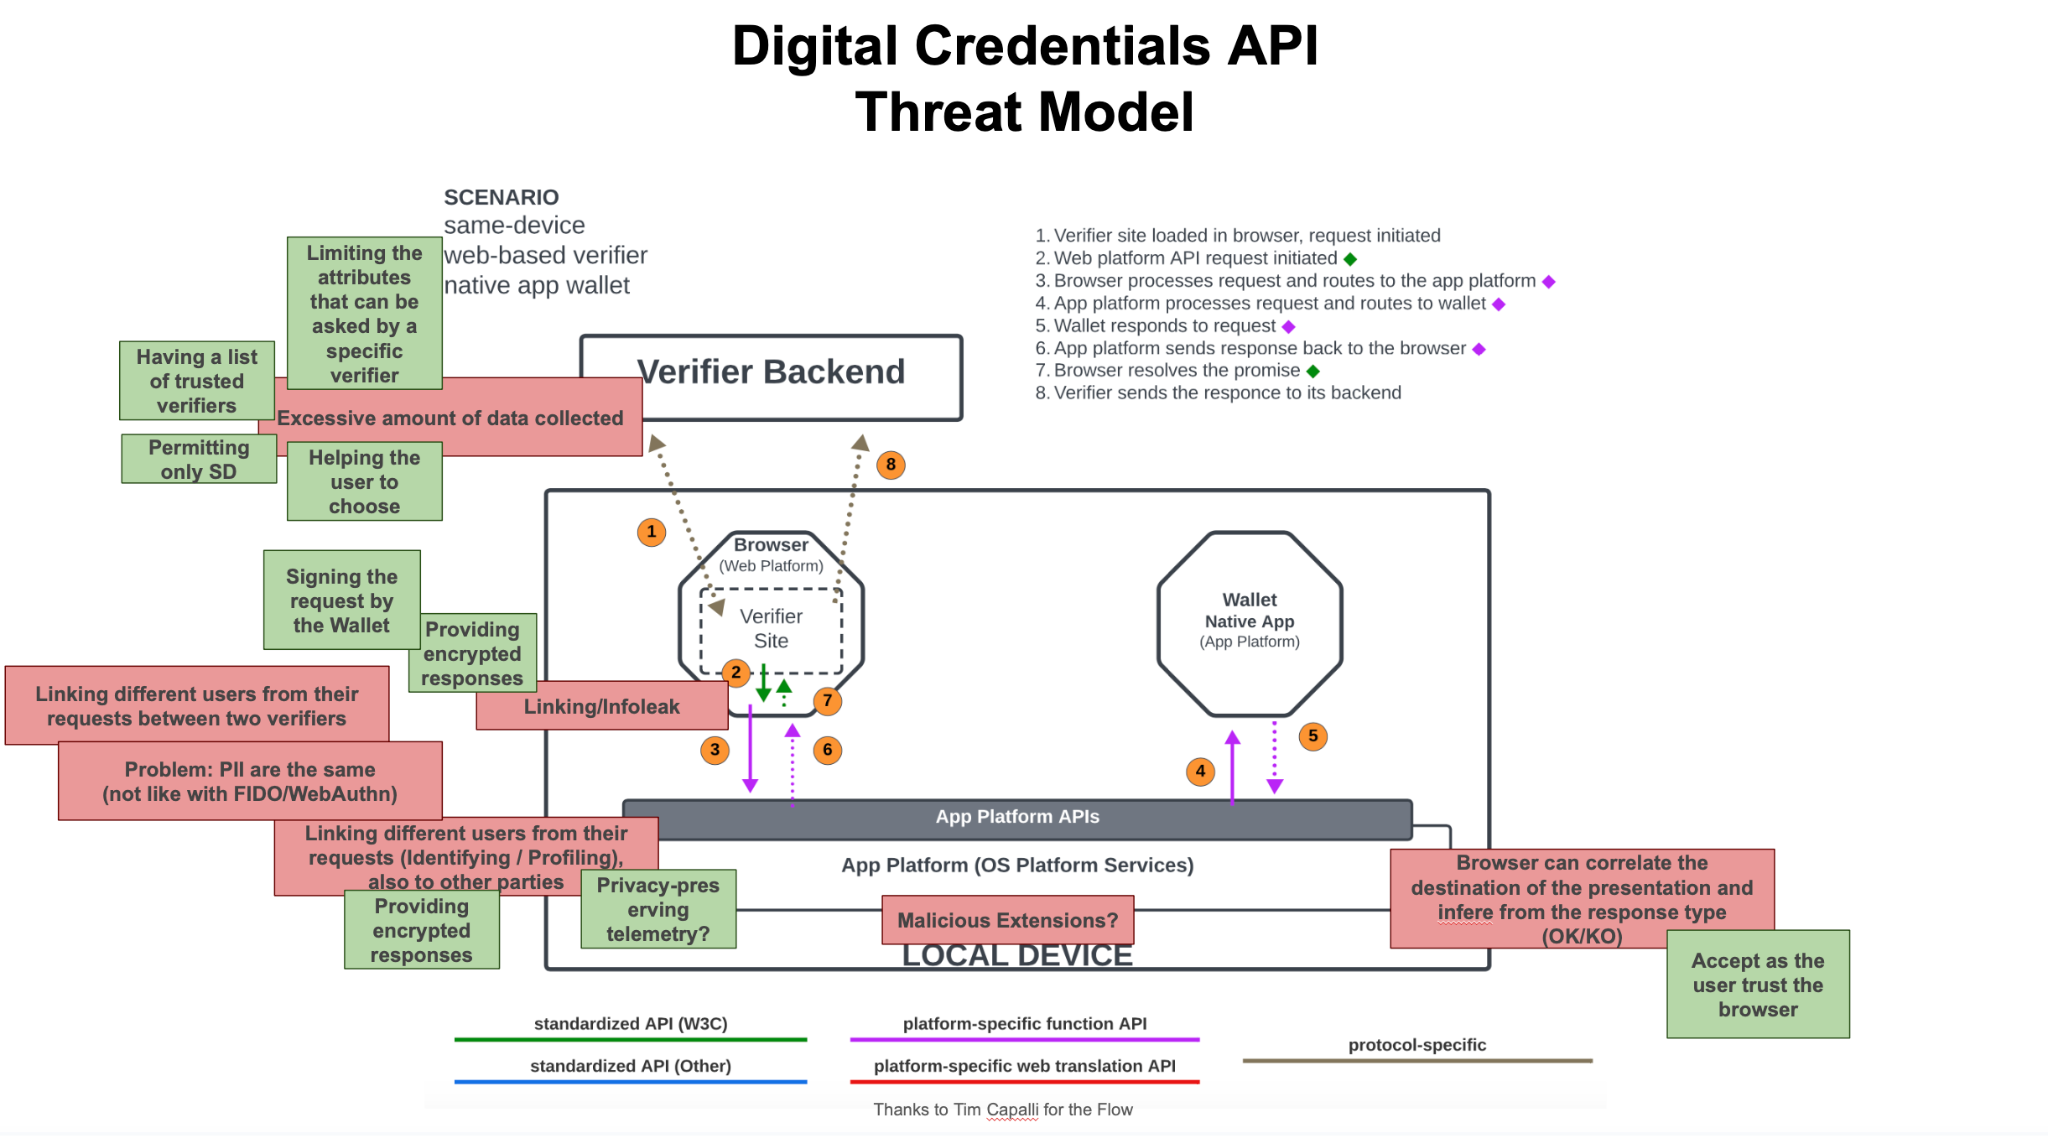 Digital Credentials API
Threat Model
SCENARIO
same-device
web-based verifier
native app wallet
1. Verifier site loaded in browser, request initiated
2. Web platform API request initiated
3. Browser processes request and routes to the app platform
4. App platform processes request and routes to wallet
5. Wallet responds to request
6. App platform sends response back to the browser
7. Browser resolves the promise
8. Verifier sends the responce to its backend
Limiting the
attributes
that can be
asked by a
specific
verifier
Having a list
of trusted
verifiers
Excessive amount of data collected
Permitting
only SD
Helping the
user to
choose
Verifier Backend
8
1
Browser
(Web Platform)
Verifier
Site
2
7
3
6
Wallet
Native App
(App Platform)
5
4
Signing the
request by
the Wallet
Providing
encrypted
responses
Linking/Infoleak
Linking different users from their
requests between two verifiers
Problem: PII are the same
(not like with FIDO/WebAuthn)
Linking different users from their
requests (Identifying / Profiling),
also to other parties
Providing
encrypted
responses
Privacy-pres
erving
telemetry?
App Platform APIs
App Platform (OS Platform Services)
Malicious Extensions?
LOCAL DEVICE
Browser can correlate the
destination of the presentation and
infere from the response type
(OK/KO)
Accept as the
user trust the
browser
standardized API (W3C)
platform-specific function API
protocol-specific
standardized API (Other)
platform-specific web translation API
Thanks to Tim Capalli for the Flow